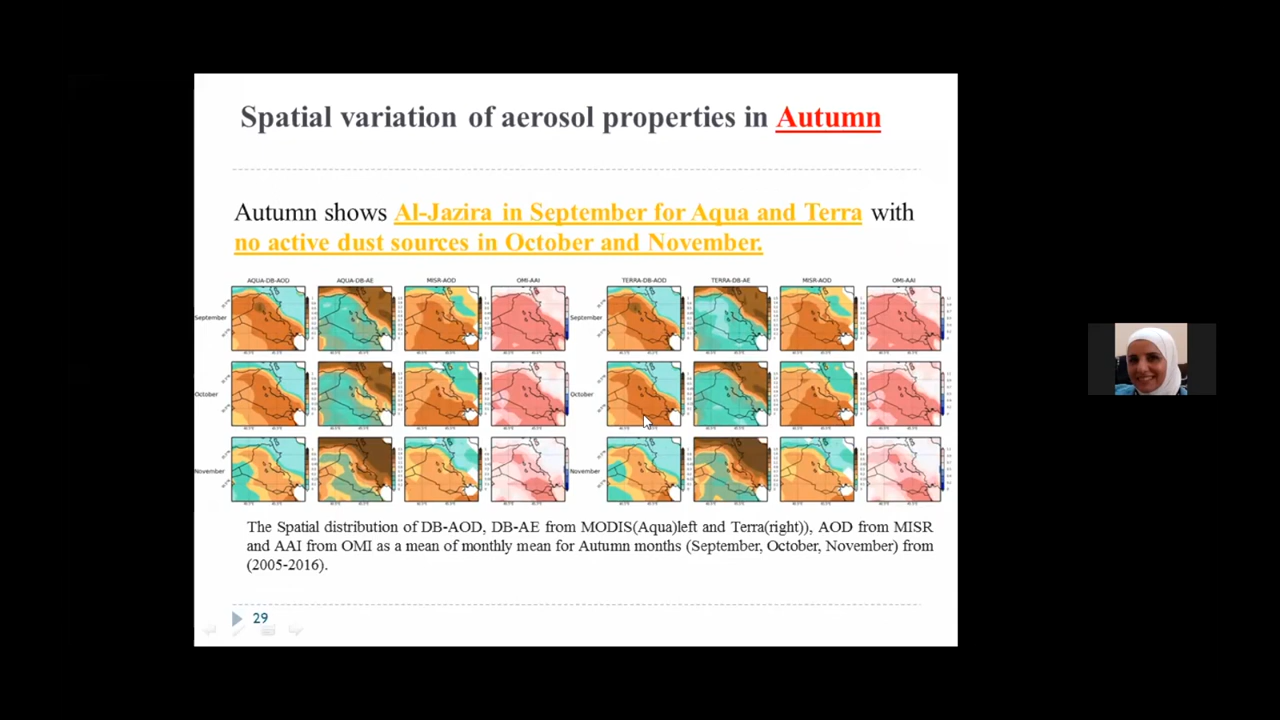 Spatial variation of aerosol properties in Autumn
Autumn shows Al-Jazira in September for Aqua and Terra with
no active dust sources in October and November.
AQUA-DB-AOD AQUA-DB-AE MISR-AOD OMI-AAI TERRA-DB-AOD TERRA-DB-AE MISR-AOD OMI-AAI
September September
October October
November November
The Spatial distribution of DB-AOD, DB-AE from MODIS(Aqua)left and Terra(right)), AOD from MISR
and AAI from OMI as a mean of monthly mean for Autumn months (September, October, November) from
(2005-2016).
29